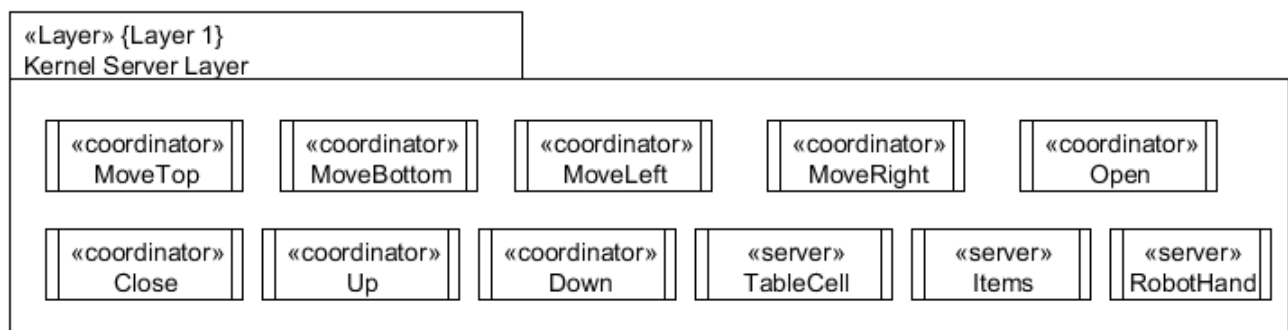 «Layer» {Layer 1}
Kernel Server Layer
«coordinator»
MoveTop
«coordinator»
MoveBottom
«coordinator»
MoveLeft
«coordinator»
MoveRight
«coordinator»
Open
«coordinator»
Close
«coordinator»
Up
«coordinator»
Down
«server»
TableCell
«server»
Items
«server»
RobotHand